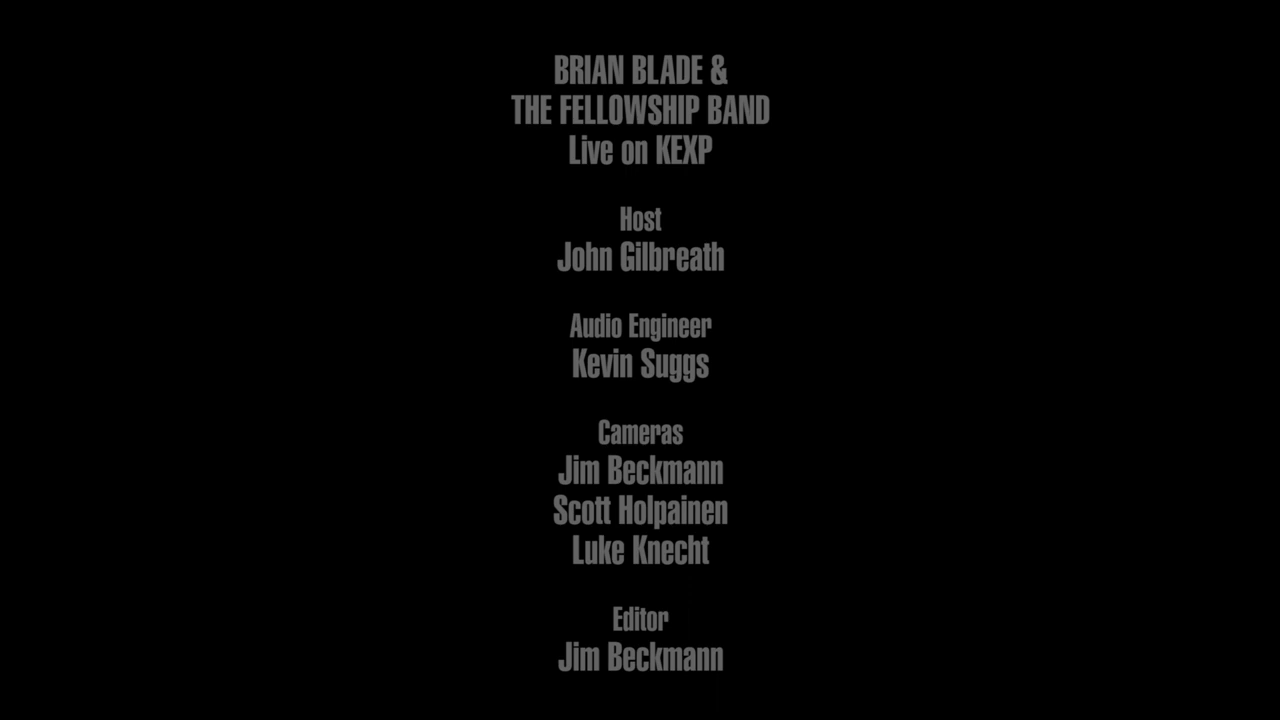 BRIAN BLADE &
THE FELLOWSHIP BAND
Live on KEXP
Host
John Gilbreath
Audio Engineer
Kevin Suggs
Cameras
Jim Beckmann
Scott Holpainen
Luke Knecht
Editor
Jim Beckmann